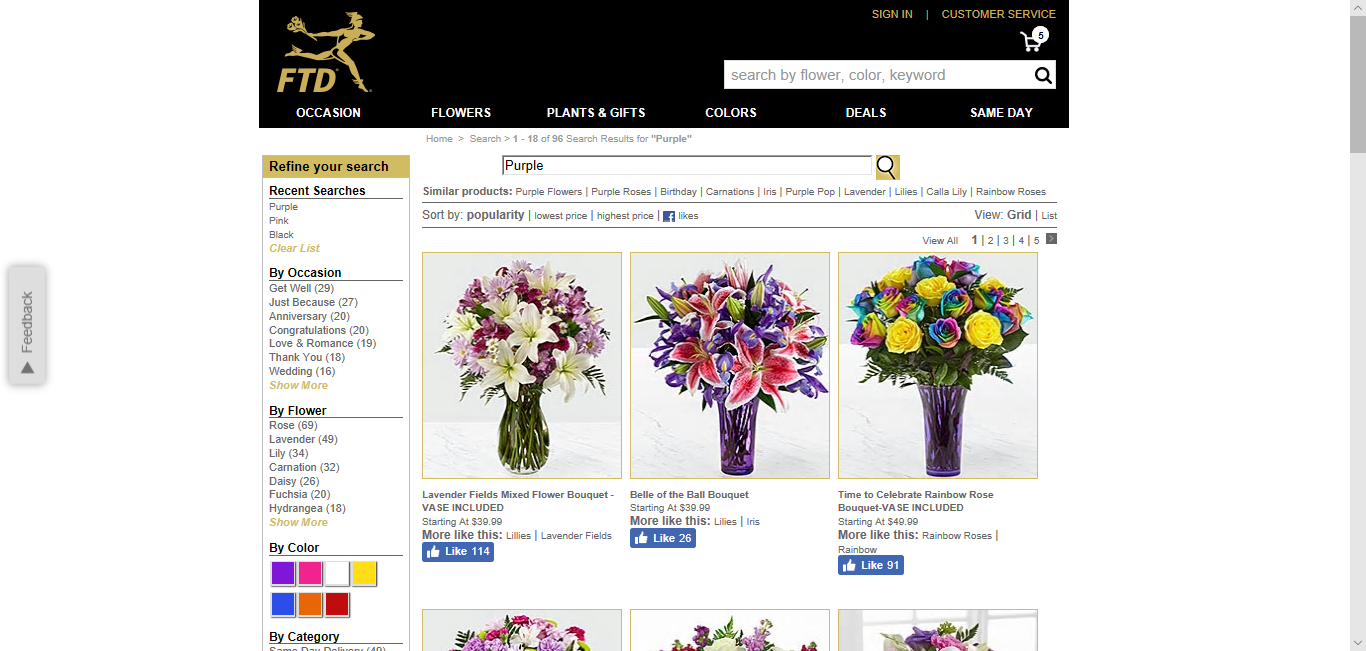 SIGN IN | CUSTOMER SERVICE
5
FTD
search by flower, color, keyword
OCCASION FLOWERS PLANTS & GIFTS COLORS DEALS SAME DAY
Home > Search > 1 - 18 of 96 Search Results for "Purple"
Refine your search
Recent Searches
Purple
Pink
Black
Clear List
By Occasion
Get Well (29)
Just Because (27)
Anniversary (20)
Congratulations (20)
Love & Romance (19)
Thank You (18)
Wedding (16)
Show More
By Flower
Rose (69)
Lavender (49)
Lily (34)
Carnation (32)
Daisy (26)
Fuchsia (20)
Hydrangea (18)
Show More
By Color
By Category
Same Day Delivery (49)
Feedback
Purple
Similar products: Purple Flowers | Purple Roses | Birthday | Carnations | Iris | Purple Pop | Lavender | Lilies | Calla Lily | Rainbow Roses
Sort by: popularity | lowest price | highest price | f likes
View: Grid | List
View All 1 | 2 | 3 | 4 | 5 >
Lavender Fields Mixed Flower Bouquet -
VASE INCLUDED
Starting At $39.99
More like this: Lillies | Lavender Fields
Like 114
Belle of the Ball Bouquet
Starting At $39.99
More like this: Lilies | Iris
Like 26
Time to Celebrate Rainbow Rose
Bouquet-VASE INCLUDED
Starting At $49.99
More like this: Rainbow Roses |
Rainbow
Like 91